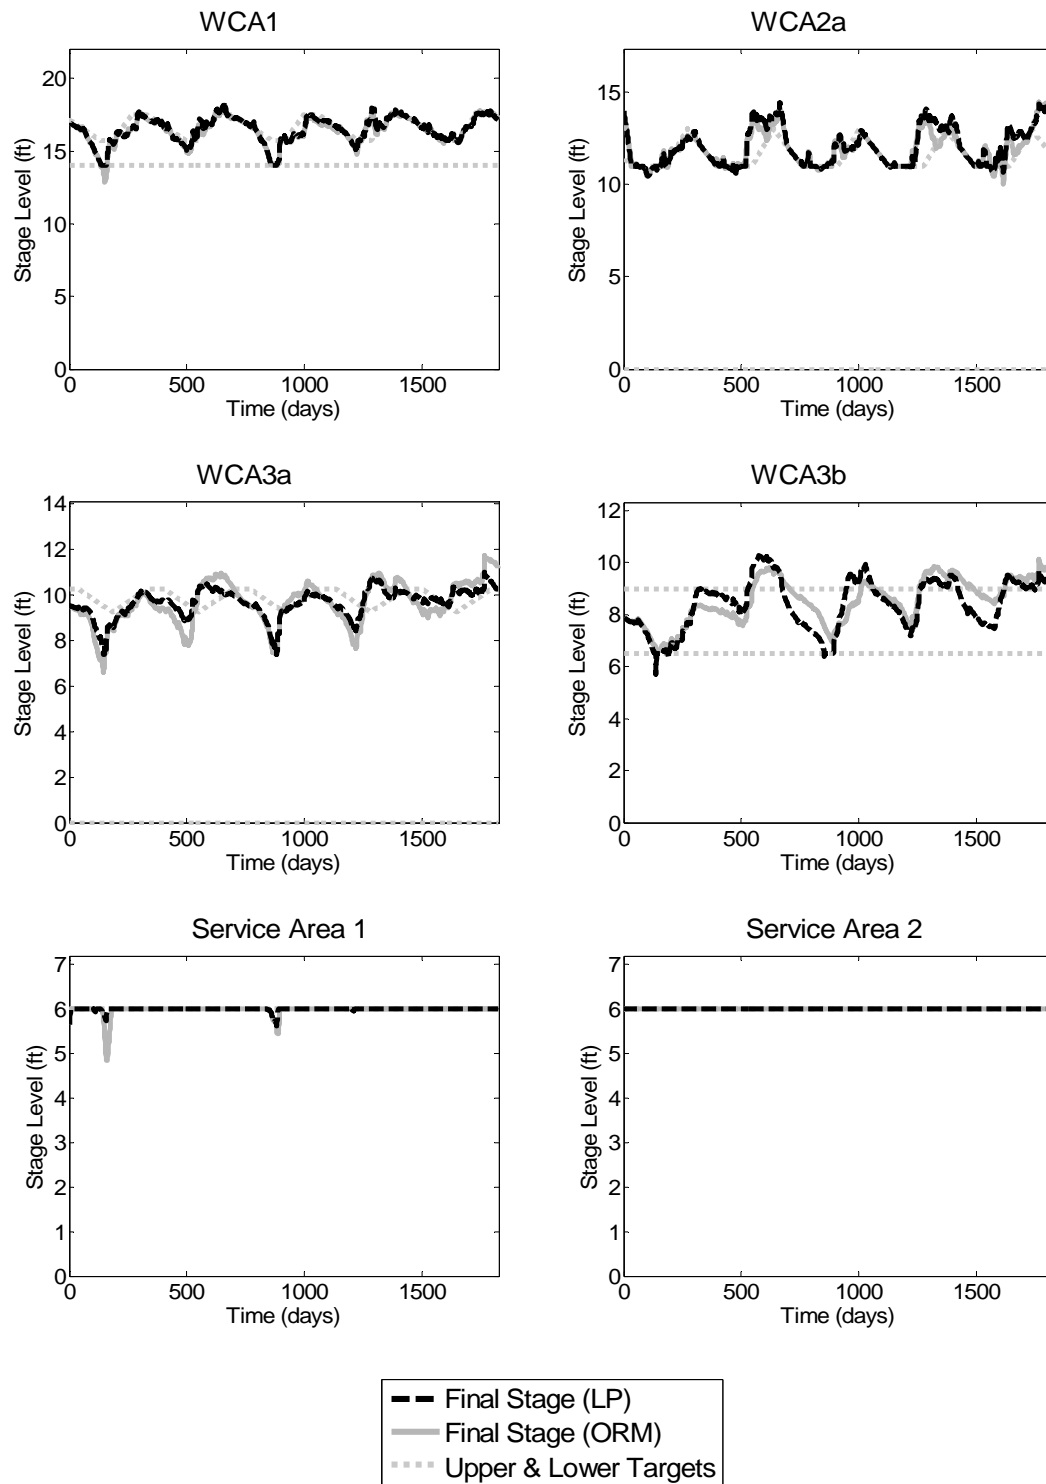 WCA1
Stage Level (ft)
20
15
10
5
0
0 500 1000 1500
Time (days)
WCA2a
Stage Level (ft)
15
10
5
0
0 500 1000 1500
Time (days)
WCA3a
Stage Level (ft)
14
12
10
8
6
4
2
0
0 500 1000 1500
Time (days)
WCA3b
Stage Level (ft)
12
10
8
6
4
2
0
0 500 1000 1500
Time (days)
Service Area 1
Stage Level (ft)
7
6
5
4
3
2
1
0
0 500 1000 1500
Time (days)
Service Area 2
Stage Level (ft)
7
6
5
4
3
2
1
0
0 500 1000 1500
Time (days)
Final Stage (LP)
Final Stage (ORM)
Upper & Lower Targets